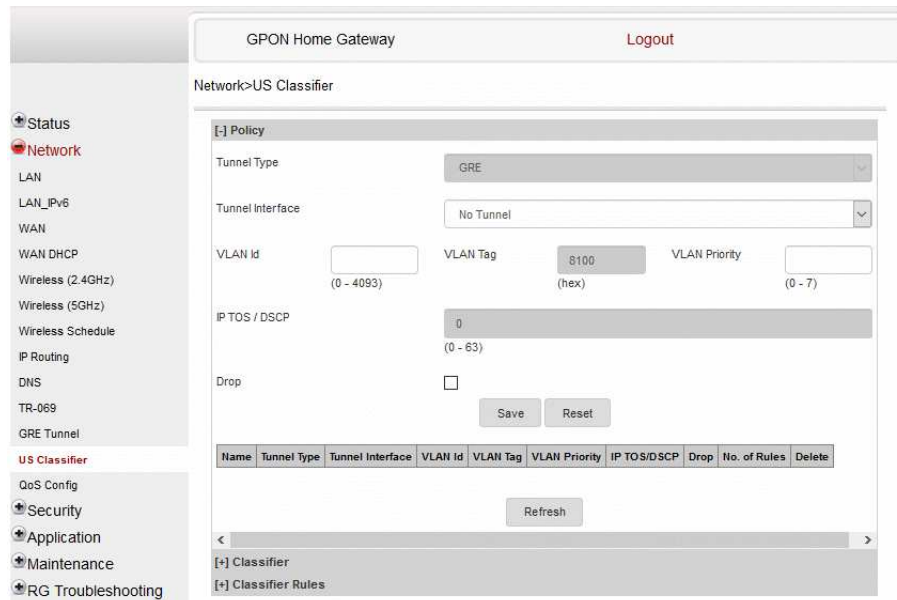 GPON Home Gateway Logout
Network>US Classifier
Status
Network
LAN
LAN_IPv6
WAN
WAN DHCP
Wireless (2.4GHz)
Wireless (5GHz)
Wireless Schedule
IP Routing
DNS
TR-069
GRE Tunnel
US Classifier
QoS Config
Security
Application
Maintenance
RG Troubleshooting
[-] Policy
Tunnel Type GRE
Tunnel Interface No Tunnel
VLAN Id VLAN Tag 8100 VLAN Priority
(0 - 4093) (hex) (0 - 7)
IP TOS / DSCP 0
(0 - 63)
Drop
Save Reset
Name Tunnel Type Tunnel Interface VLAN Id VLAN Tag VLAN Priority IP TOS/DSCP Drop No. of Rules Delete
Refresh
[+] Classifier
[+] Classifier Rules